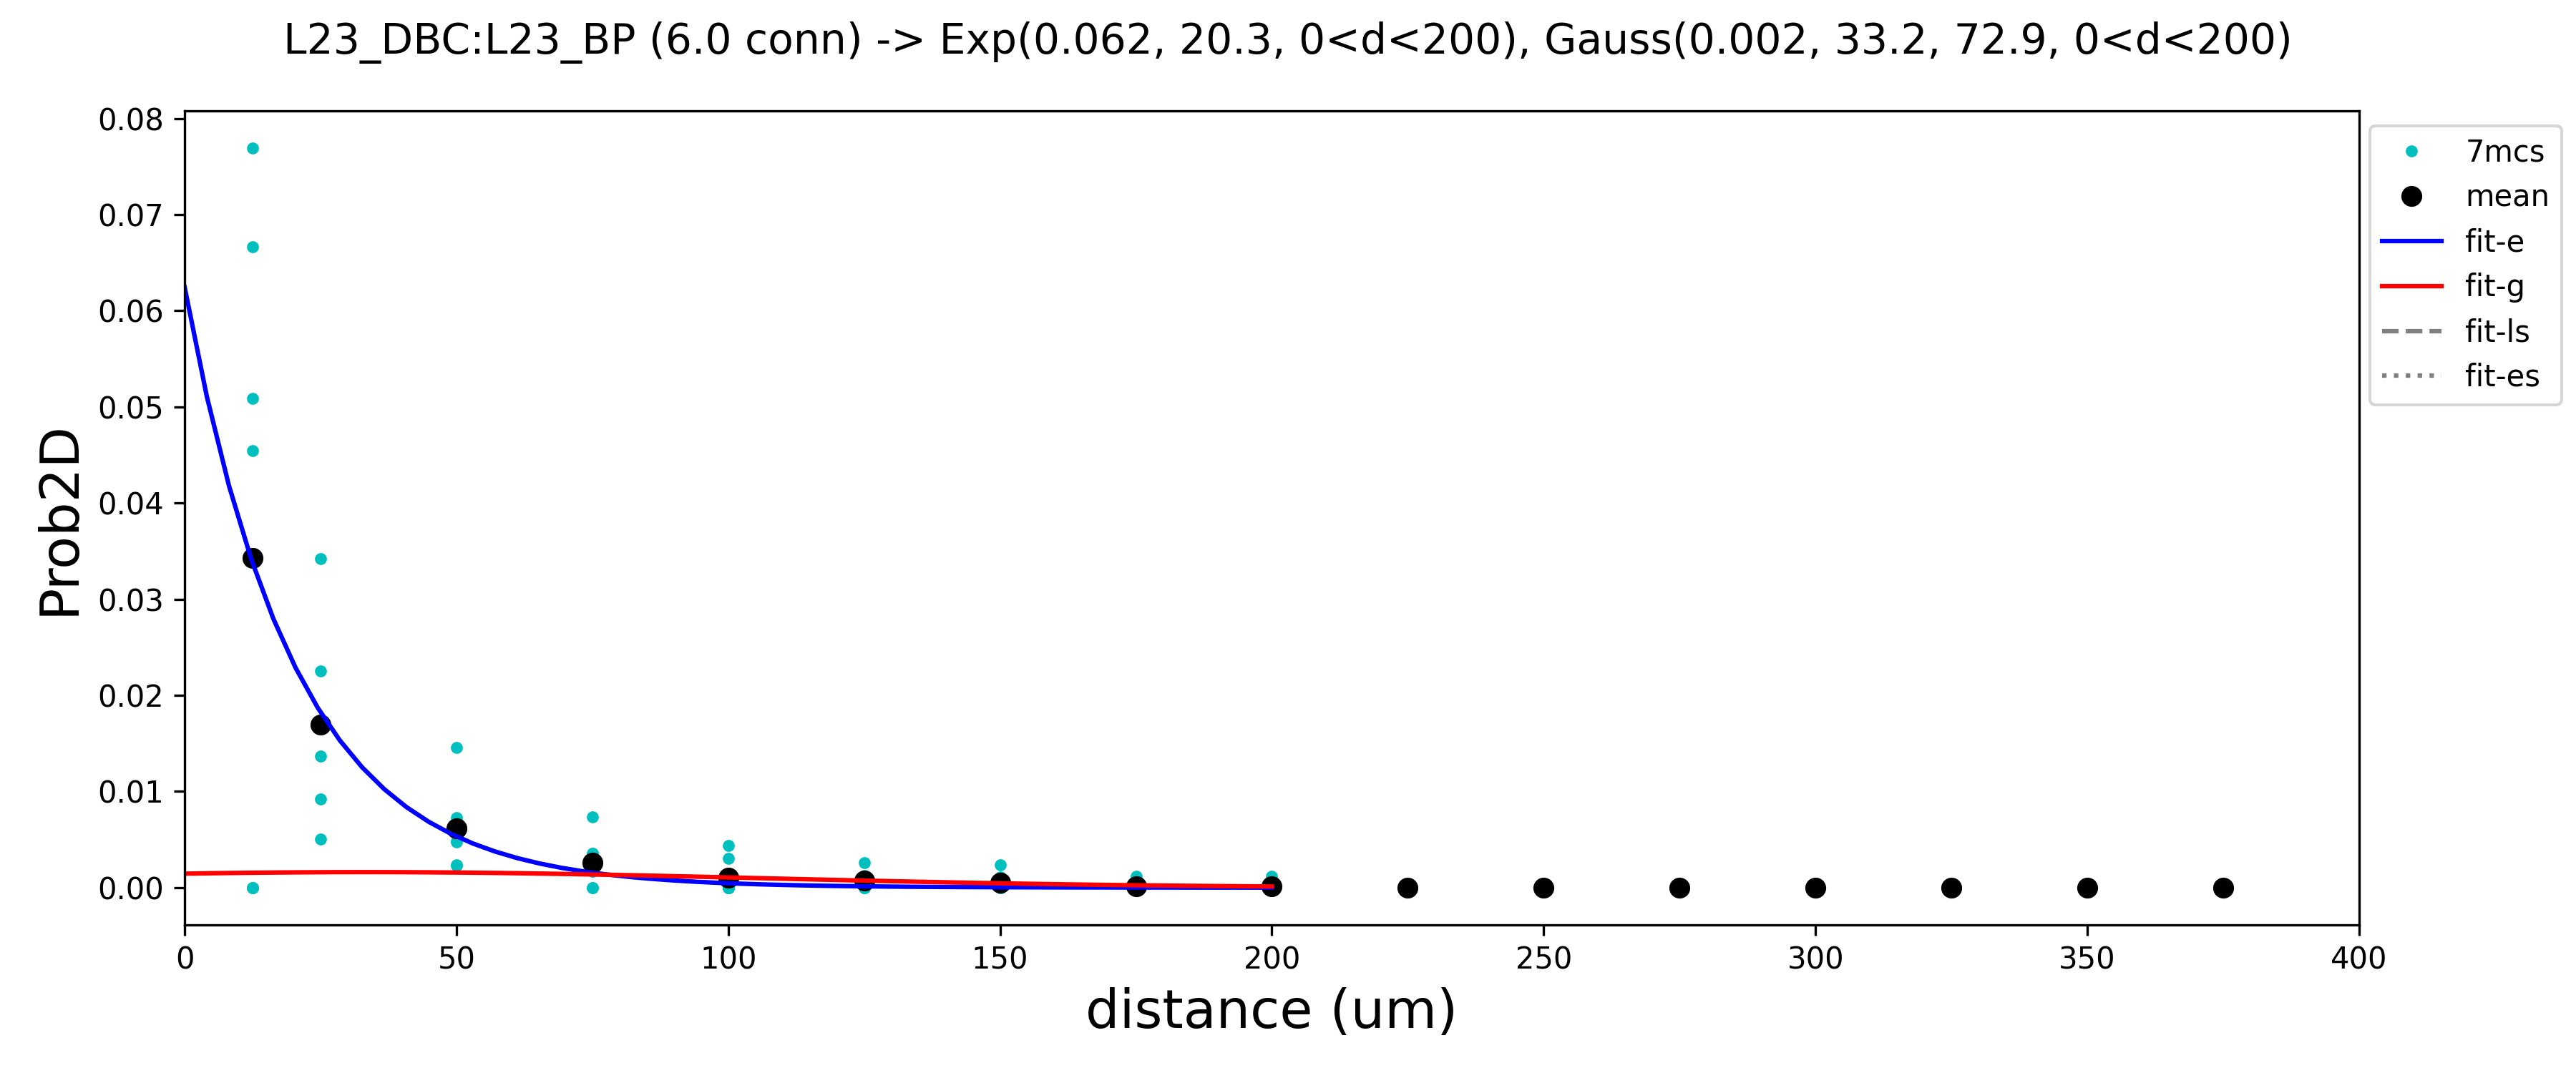 L23_DBC:L23_BP (6.0 conn) -> Exp(0.062, 20.3, 0<d<200), Gauss(0.002, 33.2, 72.9, 0<d<200)
0.08
0.07
0.06
0.05
0.04
0.03
0.02
0.01
0.00
Prob2D
0 50 100 150 200 250 300 350 400
distance (um)
7mcs
mean
fit-e
fit-g
fit-ls
fit-es